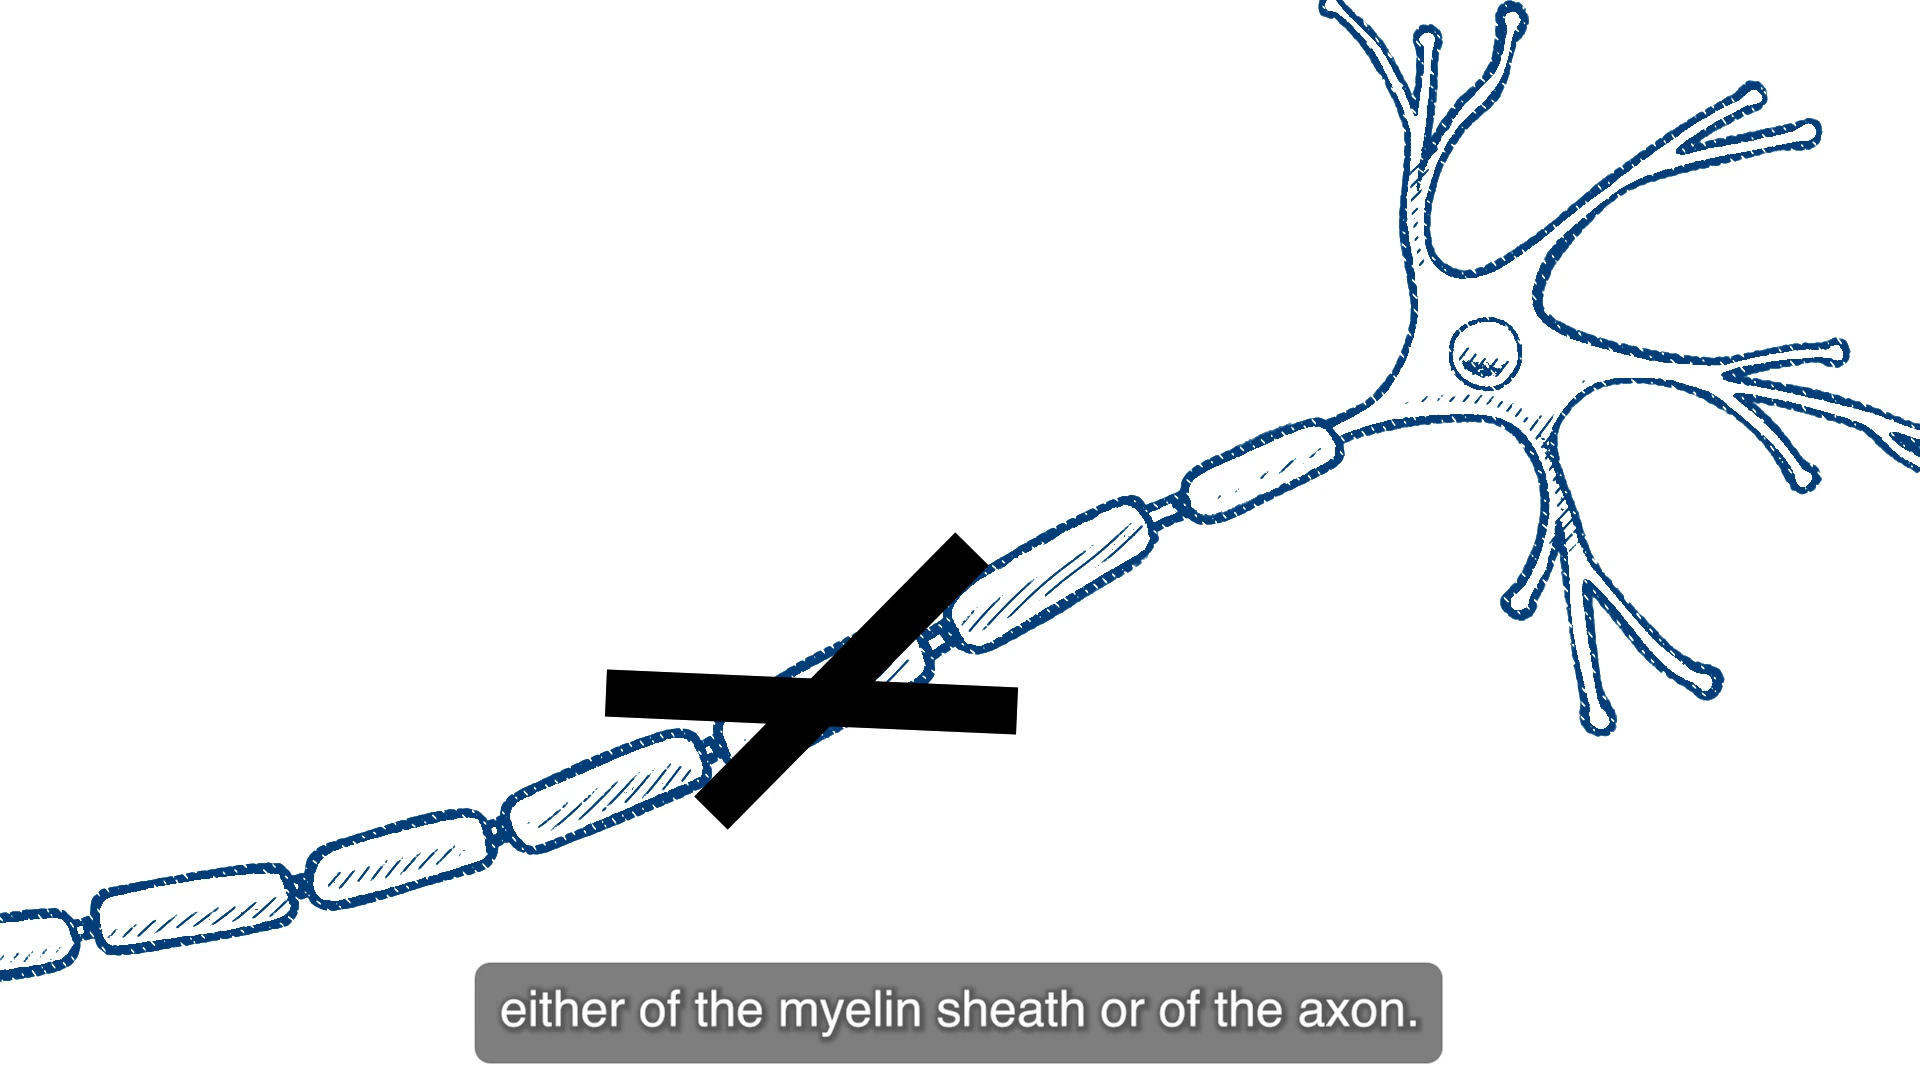 either of the myelin sheath or of the axon.